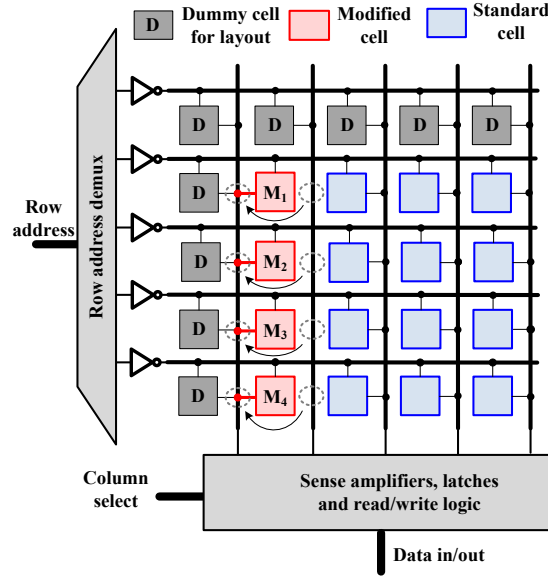 D
Dummy cell
for layout
Modified
cell
Standard
cell
D D D D D
D M₁
D M₂
D M₃
D M₄
Row
address
Row address demux
Column
select
Sense amplifiers, latches
and read/write logic
Data in/out